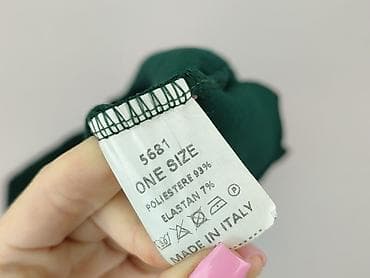 5681
ONE SIZE
POLIESTERE 93%
ELASTAN 7%
P
MADE IN ITALY